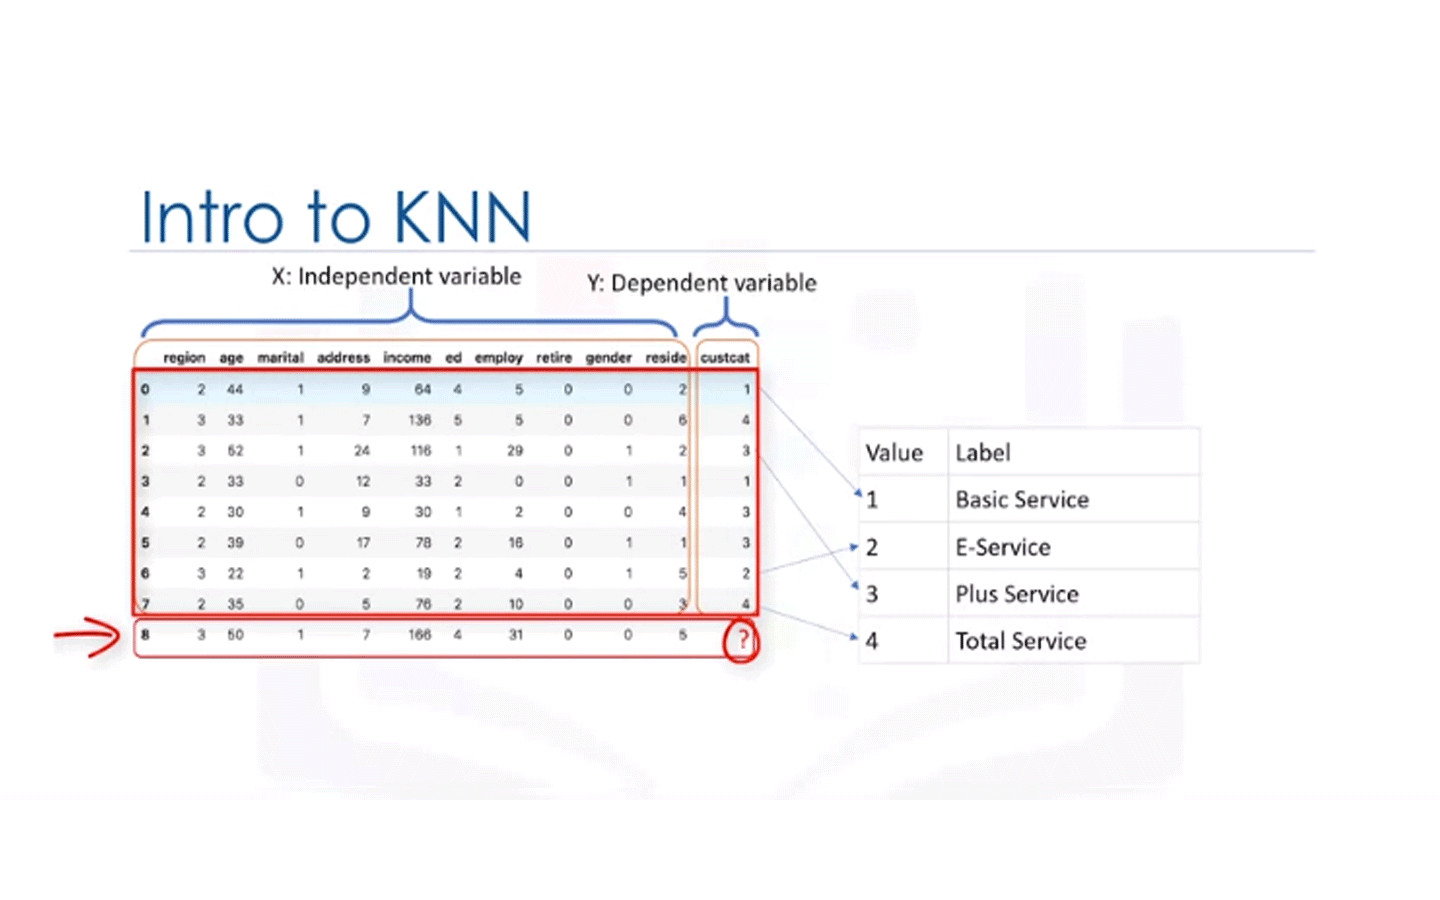 Intro to KNN
X: Independent variable
Y: Dependent variable
region age marital address income ed employ retire gender reside custcat
0 2 44 1 9 64 4 5 0 0 2 1
1 3 33 1 7 136 5 5 0 0 6 4
2 3 52 1 24 116 1 29 0 1 2 3
3 2 33 0 12 33 2 0 0 1 1 1
4 2 30 1 9 30 1 2 0 0 4 3
5 2 39 0 17 78 2 16 0 1 1 3
6 3 22 1 2 19 2 4 0 1 5 2
7 2 35 0 5 76 2 10 0 0 3 4
8 3 50 1 7 166 4 31 0 0 5 ?
Value Label
1 Basic Service
2 E-Service
3 Plus Service
4 Total Service